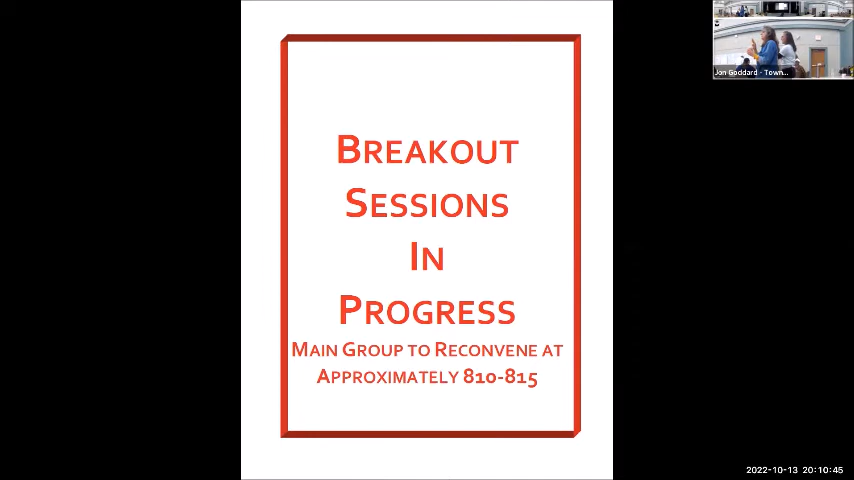 BREAKOUT
SESSIONS
IN
PROGRESS
MAIN GROUP TO RECONVENE AT
APPROXIMATELY 810-815
Jon Goddard - Town...
2022-10-13 20:10:45